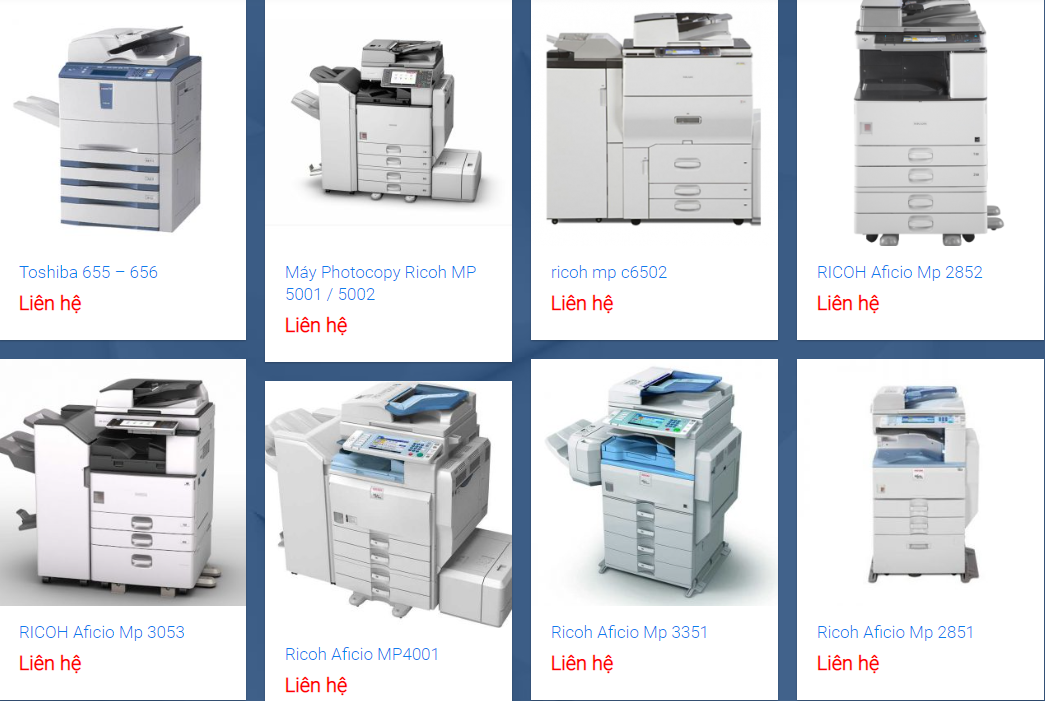 Toshiba 655 – 656
Liên hệ
Máy Photocopy Ricoh MP
5001 / 5002
Liên hệ
ricoh mp c6502
Liên hệ
RICOH Aficio Mp 2852
Liên hệ
RICOH Aficio Mp 3053
Liên hệ
Ricoh Aficio MP4001
Liên hệ
Ricoh Aficio Mp 3351
Liên hệ
Ricoh Aficio Mp 2851
Liên hệ